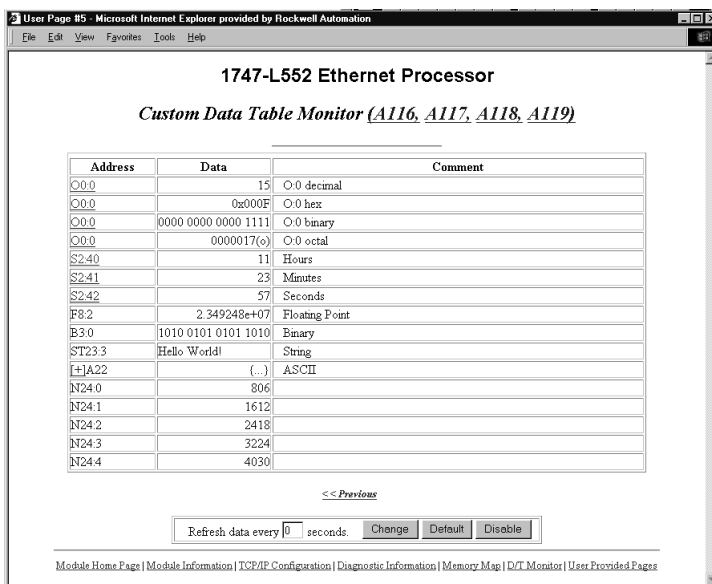 User Page #5 - Microsoft Internet Explorer provided by Rockwell Automation
File Edit View Favorites Tools Help
1747-L552 Ethernet Processor
Custom Data Table Monitor (A116, A117, A118, A119)
Address Data Comment
O0:0 15 O:0 decimal
O0:0 0x000F O:0 hex
O0:0 0000 0000 0000 1111 O:0 binary
O0:0 0000017(o) O:0 octal
S2:40 11 Hours
S2:41 23 Minutes
S2:42 57 Seconds
F8:2 2.349248e+07 Floating Point
B3:0 1010 0101 0101 1010 Binary
ST23:3 Hello World! String
[+]A22 {...} ASCII
N24:0 806
N24:1 1612
N24:2 2418
N24:3 3224
N24:4 4030
<< Previous
Refresh data every 0 seconds. Change Default Disable
Module Home Page | Module Information | TCP/IP Configuration | Diagnostic Information | Memory Map | D/T Monitor | User Provided Pages